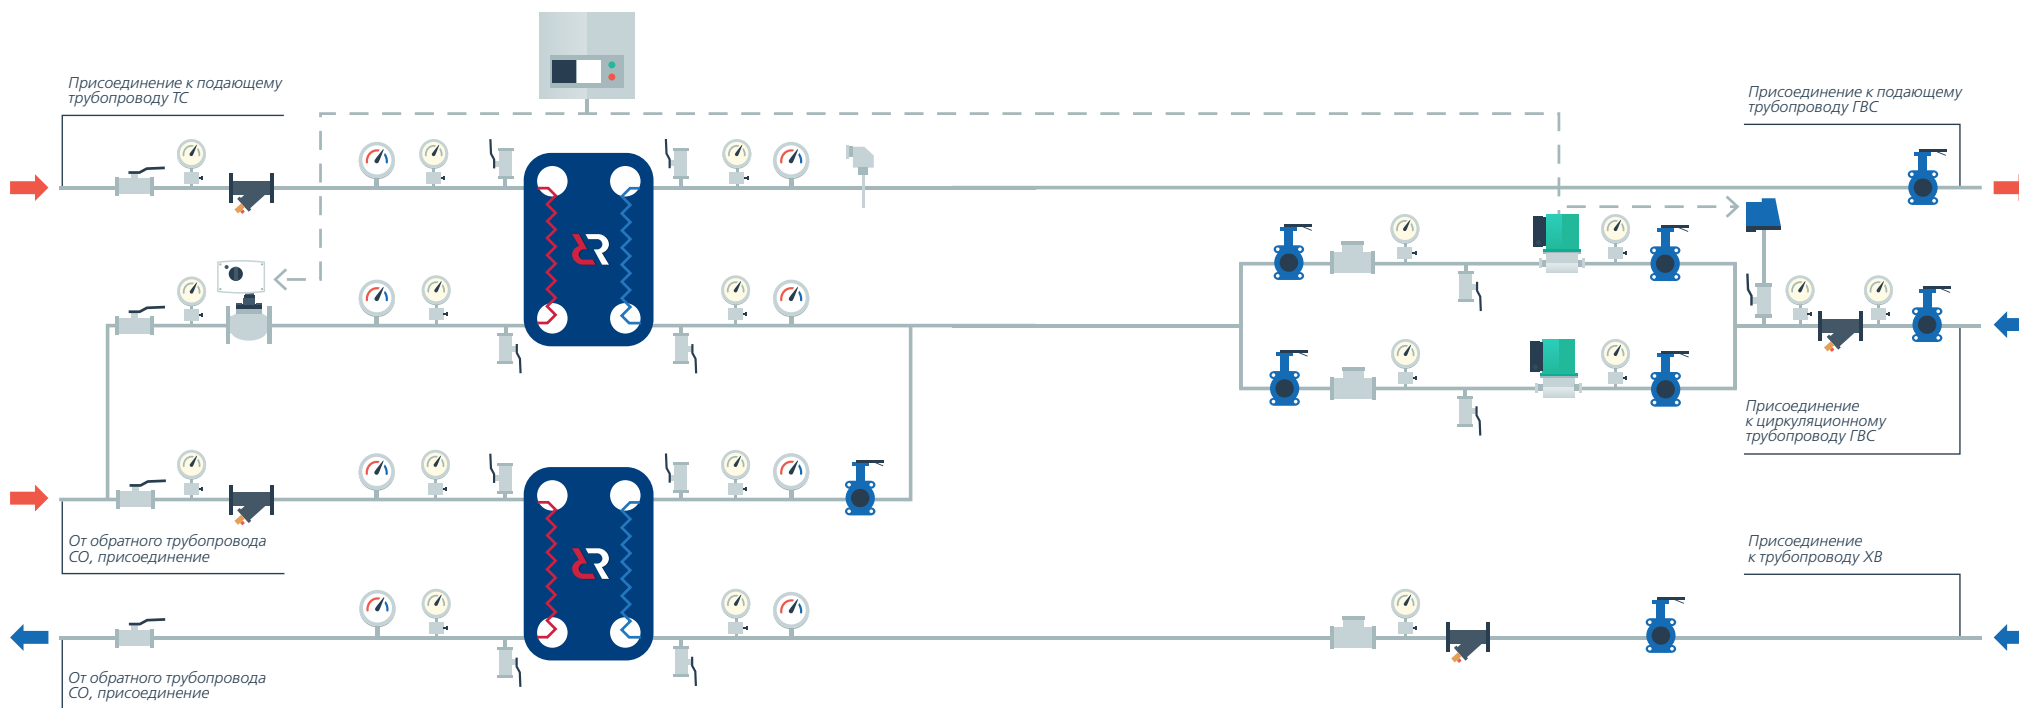 Присоединение к подающему
трубопроводу ТС
Присоединение к подающему
трубопроводу ГВС
Присоединение
к циркуляционному
трубопроводу ГВС
От обратного трубопровода
СО, присоединение
Присоединение
к трубопроводу ХВ
От обратного трубопровода
СО, присоединение